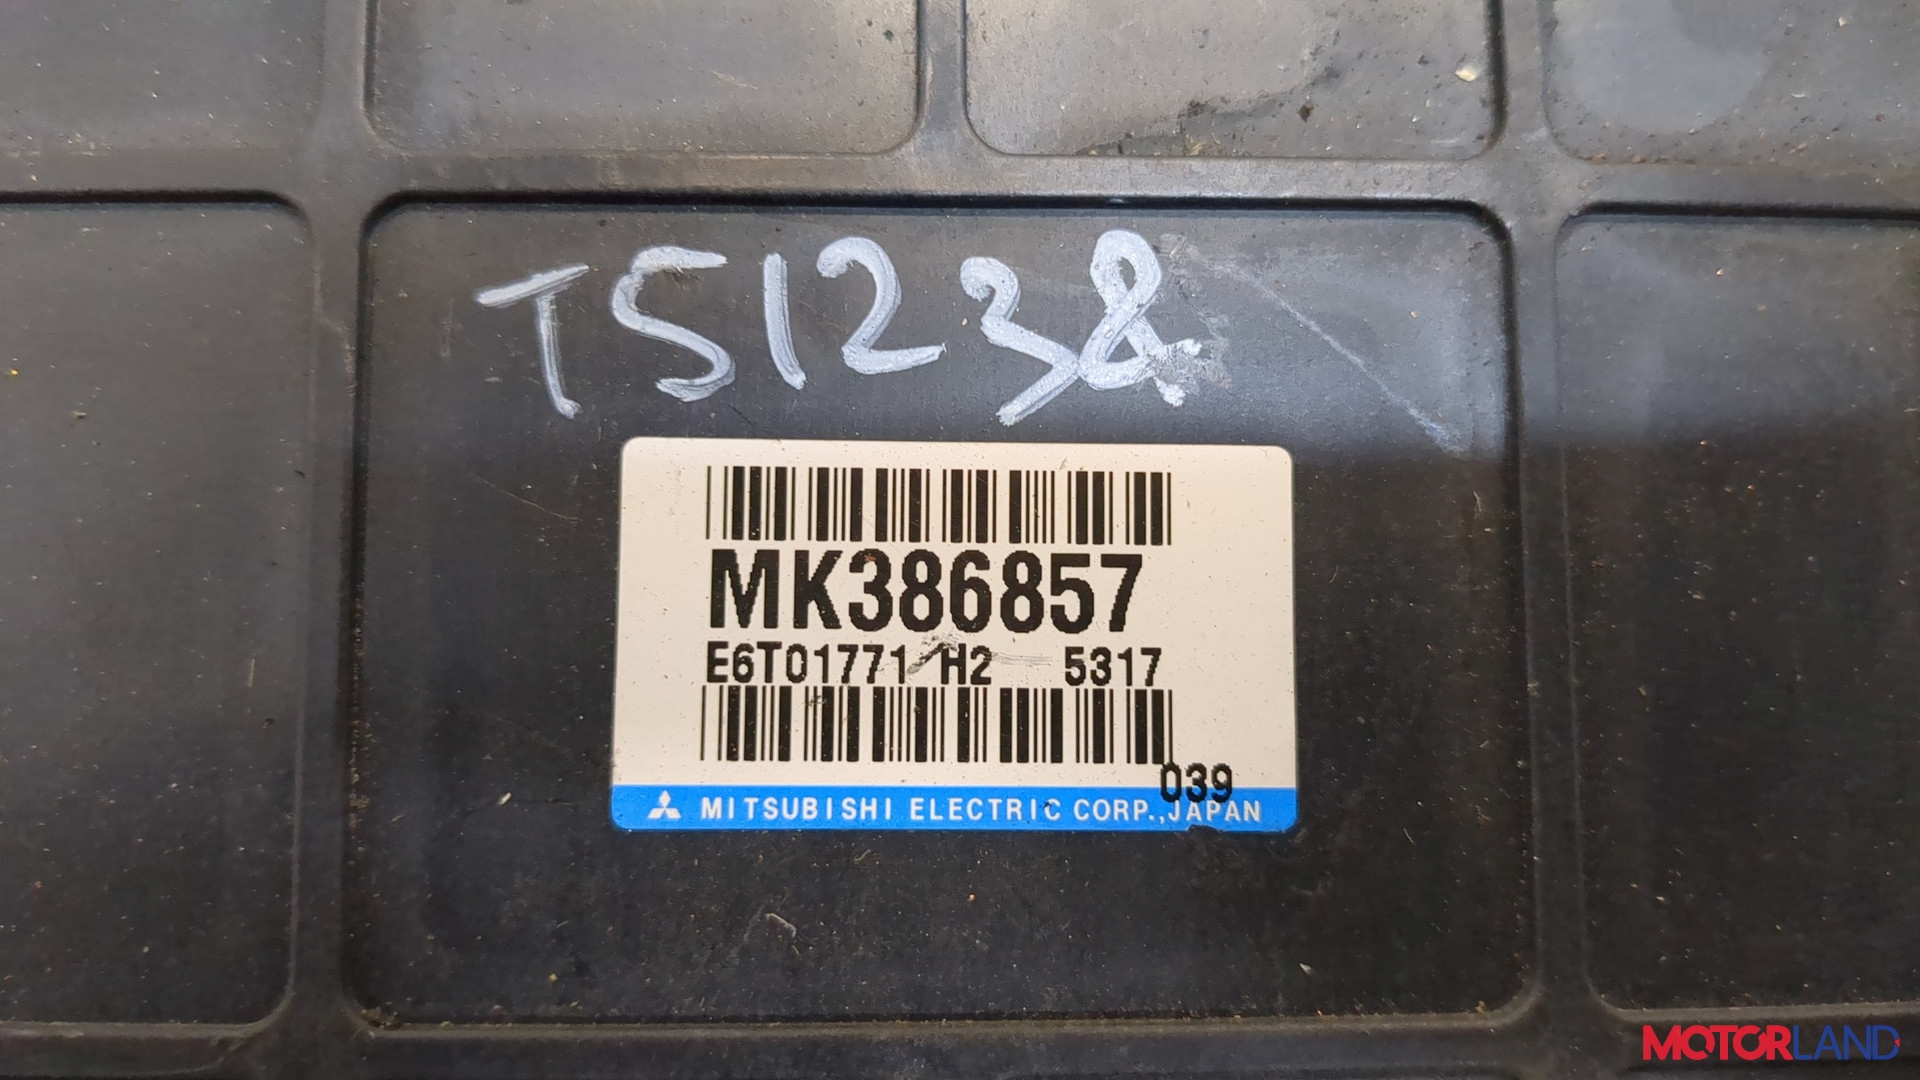 TS1238
MK386857
E6T01771 H2 5317
039
MITSUBISHI ELECTRIC CORP., JAPAN
MOTORLAND